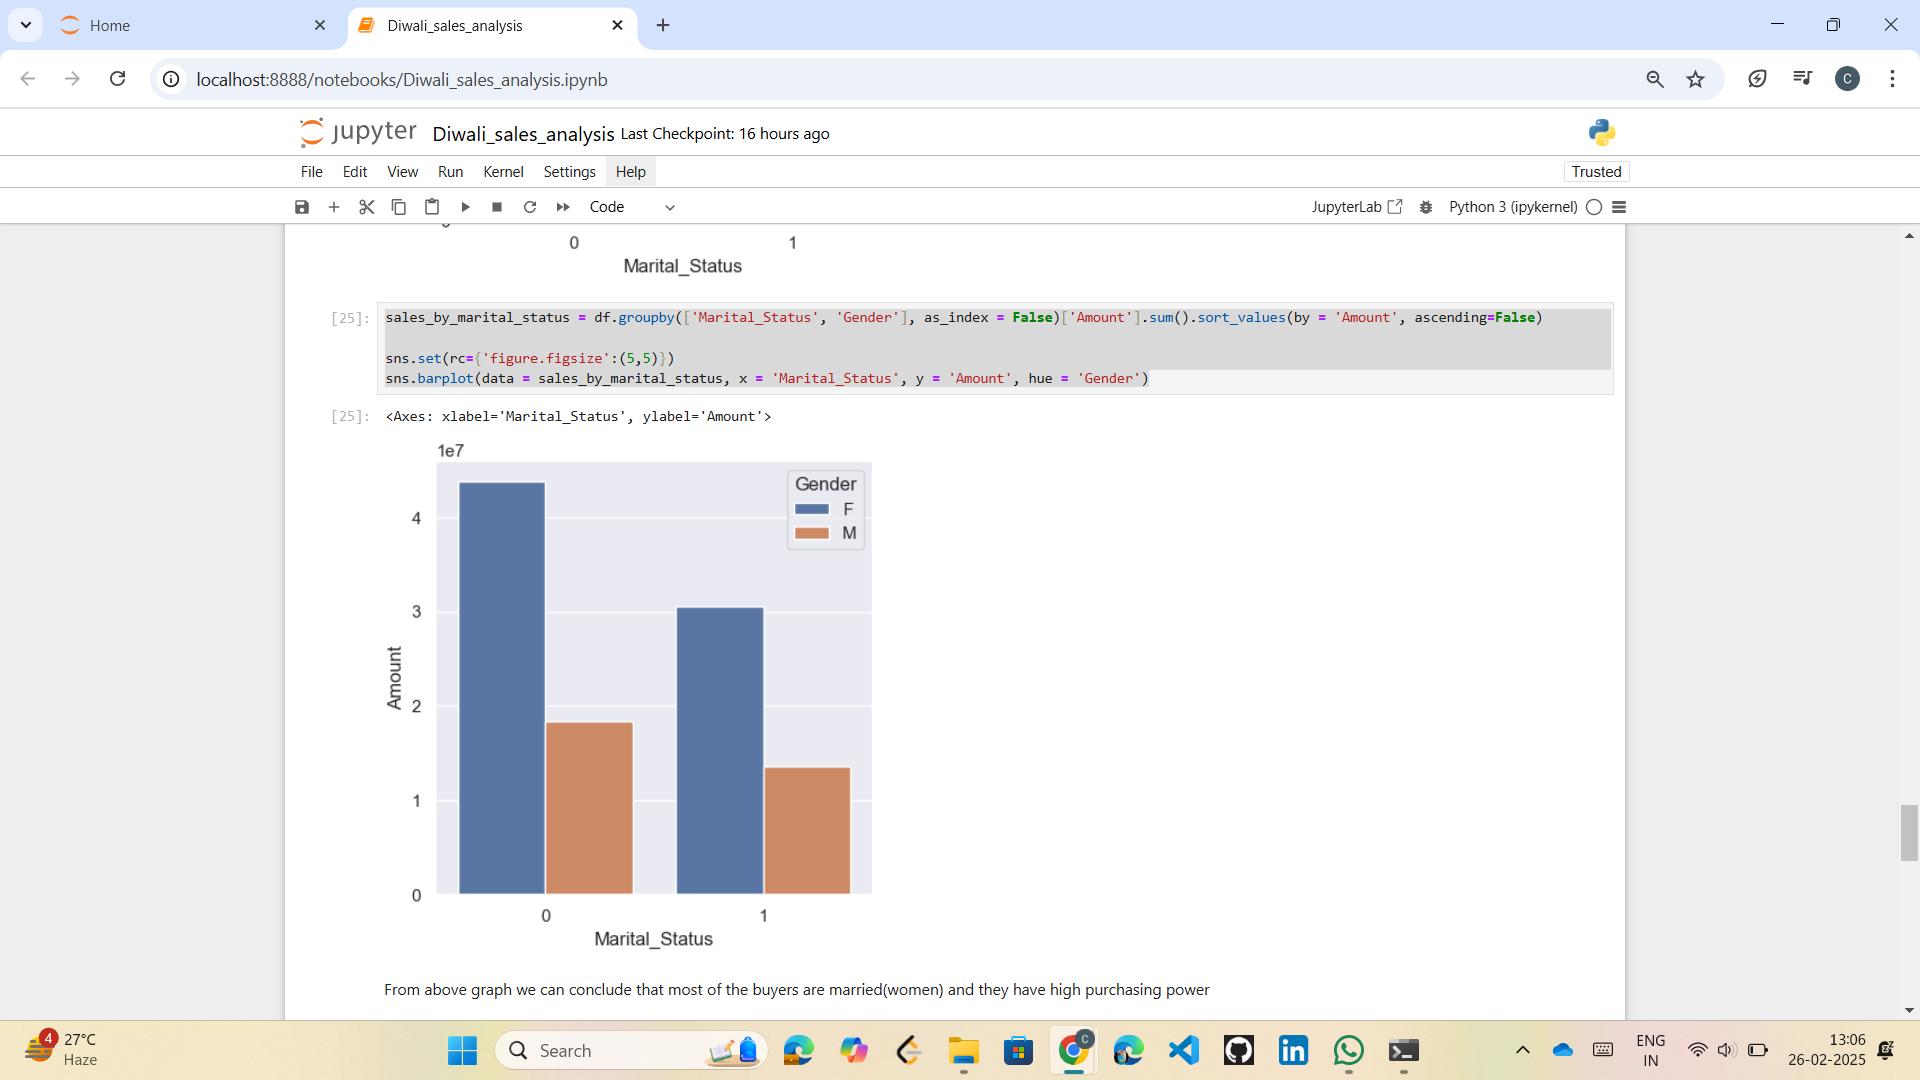 Home
Diwali_sales_analysis
localhost:8888/notebooks/Diwali_sales_analysis.ipynb
C
jupyter Diwali_sales_analysis Last Checkpoint: 16 hours ago
File Edit View Run Kernel Settings Help
Trusted
Code
JupyterLab
Python 3 (ipykernel)
0 1
Marital_Status
[25]: sales_by_marital_status = df.groupby(['Marital_Status', 'Gender'], as_index = False)['Amount'].sum().sort_values(by = 'Amount', ascending=False)
sns.set(rc={'figure.figsize':(5,5)})
sns.barplot(data = sales_by_marital_status, x = 'Marital_Status', y = 'Amount', hue = 'Gender')
[25]: <Axes: xlabel='Marital_Status', ylabel='Amount'>
1e7
Gender
F
M
4
3
2
1
0
Amount
0 1
Marital_Status
From above graph we can conclude that most of the buyers are married(women) and they have high purchasing power
4
27°C
Haze
Search
C
ENG
IN
13:06
26-02-2025